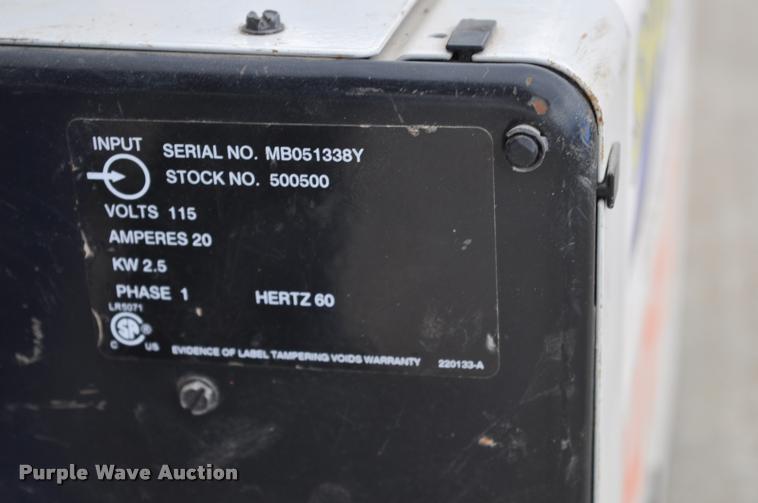 INPUT
SERIAL NO. MB051338Y
STOCK NO. 500500
VOLTS 115
AMPERES 20
KW 2.5
PHASE 1 HERTZ 60
LR5071
SA ®
C US
EVIDENCE OF LABEL TAMPERING VOIDS WARRANTY 220133-A
Purple Wave Auction